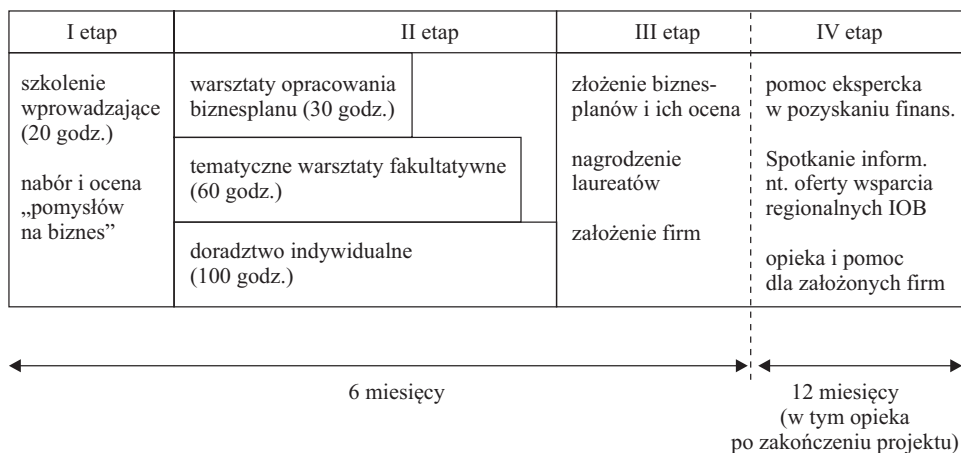 I etap
II etap
III etap
IV etap
szkolenie
wprowadzające
(20 godz.)
nabór i ocena
„pomysłów
na biznes”
warsztaty opracowania
biznesplanu (30 godz.)
tematyczne warsztaty fakultatywne
(60 godz.)
doradztwo indywidualne
(100 godz.)
złożenie biznes-
planów i ich ocena
nagrodzenie
laureatów
założenie firm
pomoc ekspercka
w pozyskaniu finans.
Spotkanie inform.
nt. oferty wsparcia
regionalnych IOB
opieka i pomoc
dla założonych firm
6 miesięcy
12 miesięcy
(w tym opieka
po zakończeniu projektu)